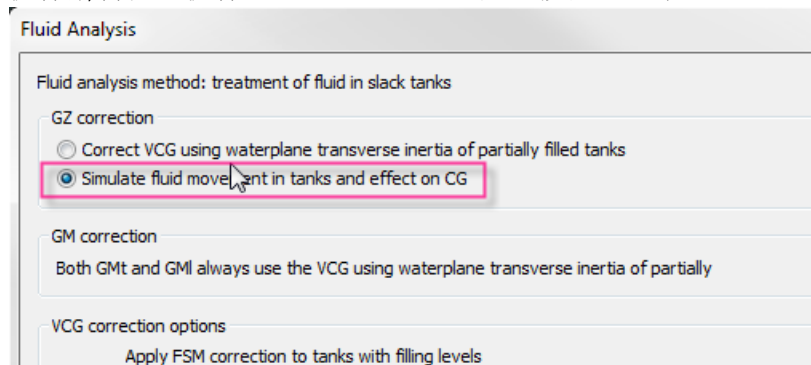 Fluid Analysis
Fluid analysis method: treatment of fluid in slack tanks
GZ correction
Correct VCG using waterplane transverse inertia of partially filled tanks
Simulate fluid movement in tanks and effect on CG
GM correction
Both GMt and GMl always use the VCG using waterplane transverse inertia of partially
VCG correction options
Apply FSM correction to tanks with filling levels